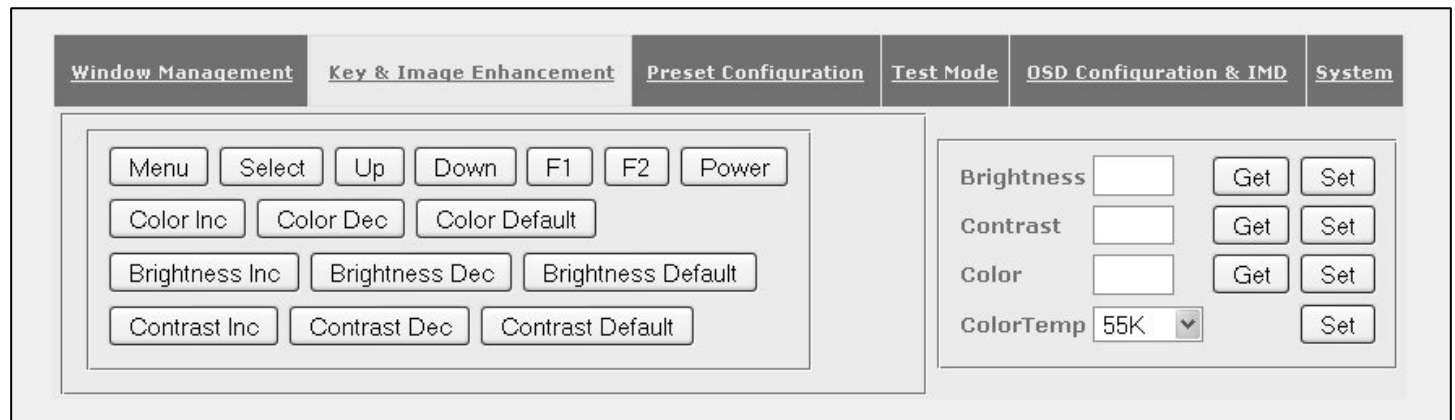 Window Management Key & Image Enhancement Preset Configuration Test Mode OSD Configuration & IMD System
Menu Select Up Down F1 F2 Power
Color Inc Color Dec Color Default
Brightness Inc Brightness Dec Brightness Default
Contrast Inc Contrast Dec Contrast Default
Brightness Get Set
Contrast Get Set
Color Get Set
ColorTemp 55K Set